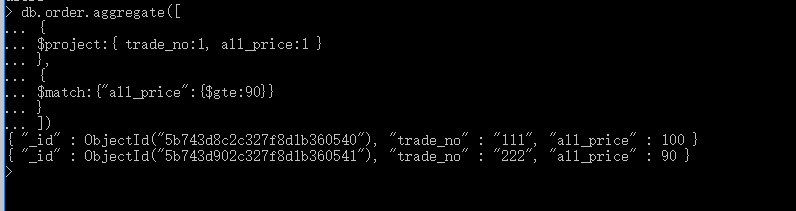 > db.order.aggregate([
... {
... $project:{ trade_no:1, all_price:1 }
... },
... {
... $match:{"all_price":{$gte:90}}
... }
... ])
{ "_id" : ObjectId("5b743d8c2c327f8d1b360540"), "trade_no" : "111", "all_price" : 100 }
{ "_id" : ObjectId("5b743d902c327f8d1b360541"), "trade_no" : "222", "all_price" : 90 }
>